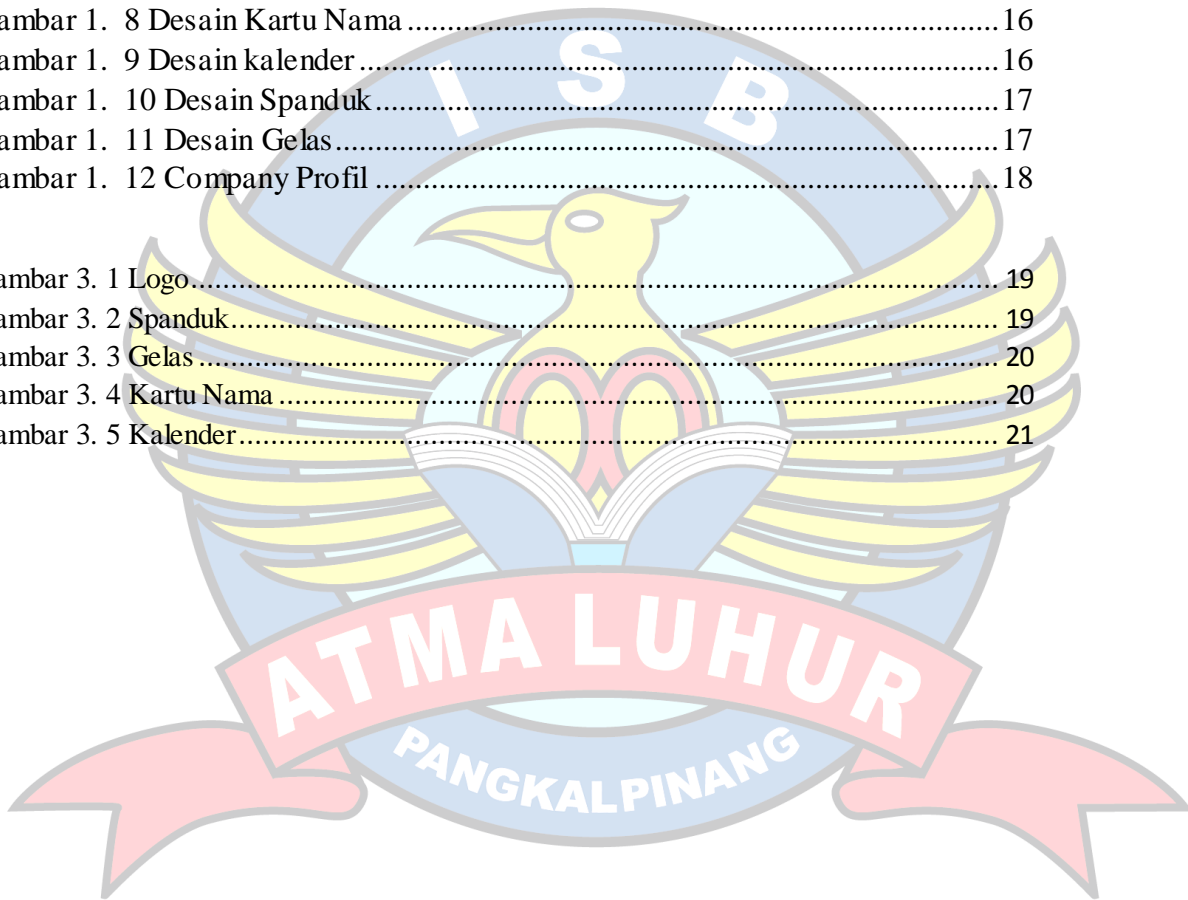 ambar 1. 8 Desain Kartu Nama ........ 16
ambar 1. 9 Desain kalender ........ 16
ambar 1. 10 Desain Spanduk ........ 17
ambar 1. 11 Desain Gelas ........ 17
ambar 1. 12 Company Profil ........ 18
ambar 3. 1 Logo ........ 19
ambar 3. 2 Spanduk ........ 19
ambar 3. 3 Gelas ........ 20
ambar 3. 4 Kartu Nama ........ 20
ambar 3. 5 Kalender ........ 21
I S B
ATMA LUHUR
PANGKALPINANG